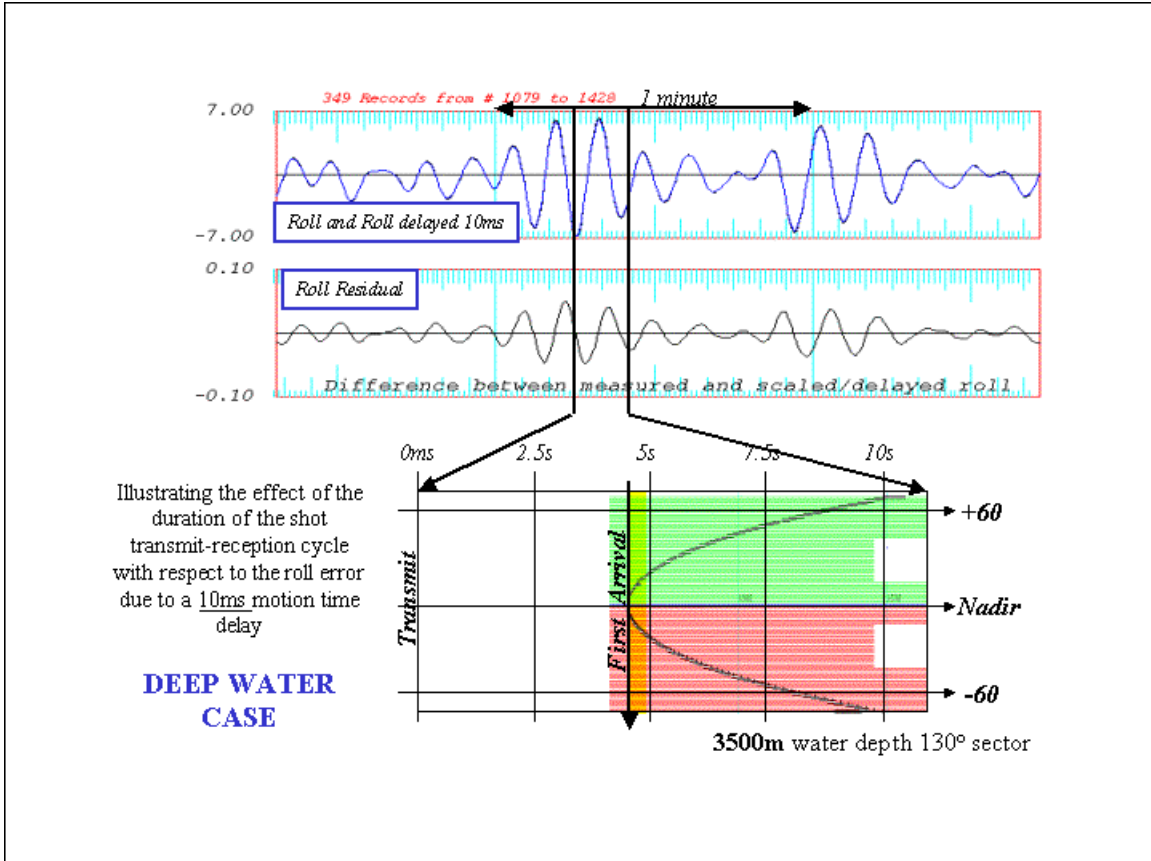 349 Records from # 1079 to 1428
1 minute
7.00
Roll and Roll delayed 10ms
-7.00
0.10
Roll Residual
Difference between measured and scaled/delayed roll
-0.10
0ms 2.5s 5s 7.5s 10s
Illustrating the effect of the
duration of the shot
transmit-reception cycle
with respect to the roll error
due to a 10ms motion time
delay
DEEP WATER
CASE
Transmit
First Arrival
+60
Nadir
-60
3500m water depth 130° sector